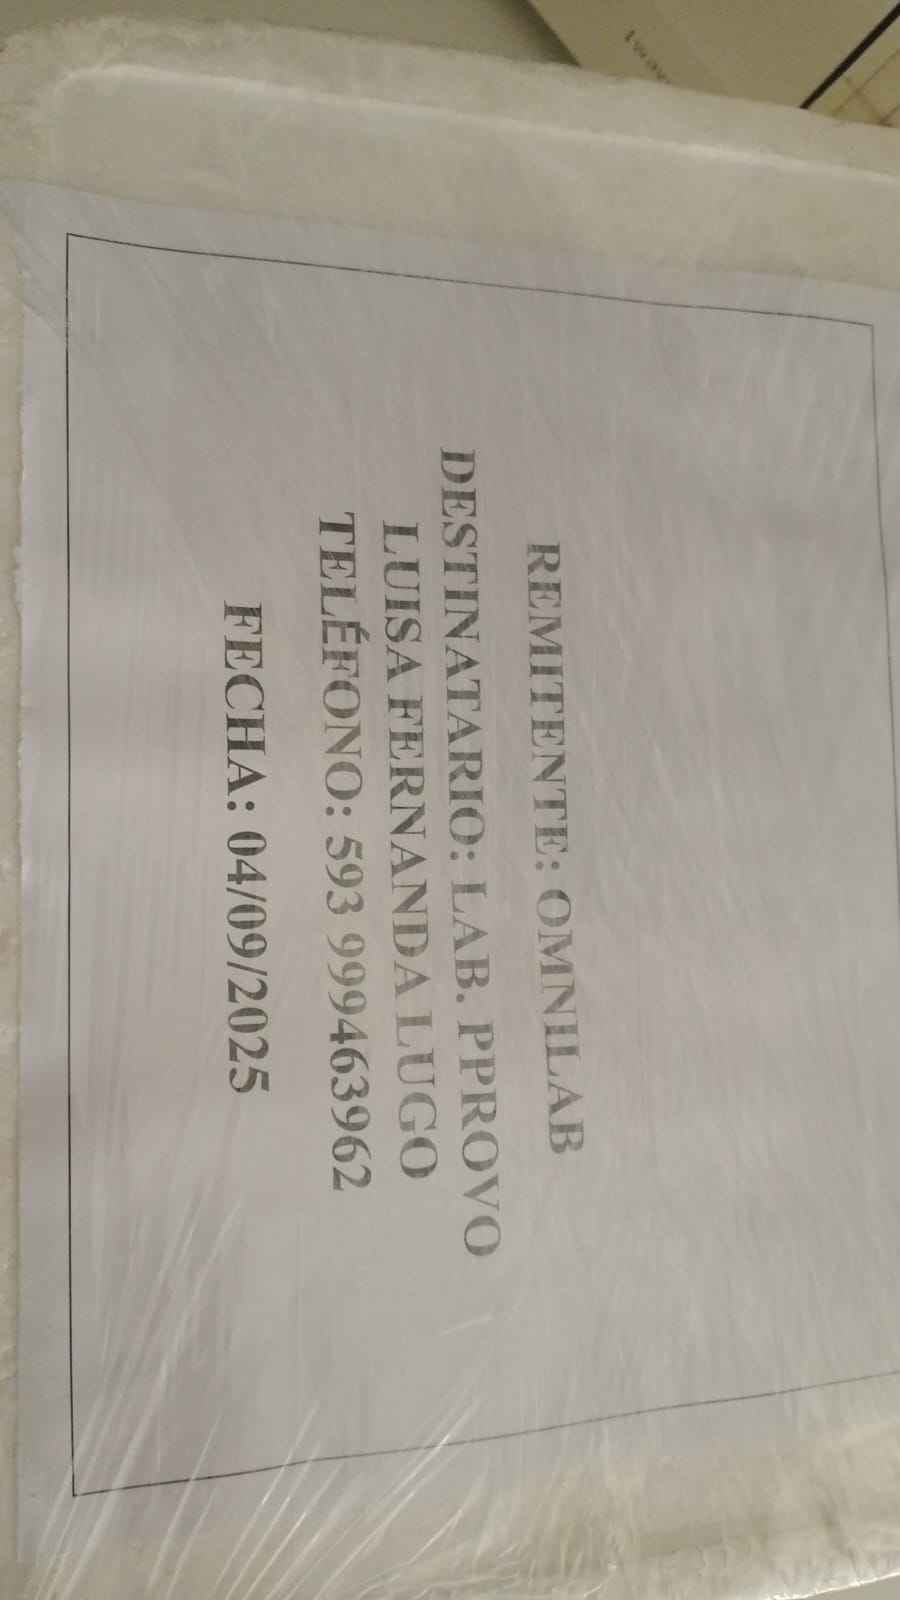 REMITENTE: OMNILAB
DESTINATARIO: LAB. PPROVO
LUISA FERNANDA LUGO
TELÉFONO: 593 999463962
FECHA: 04/09/2025